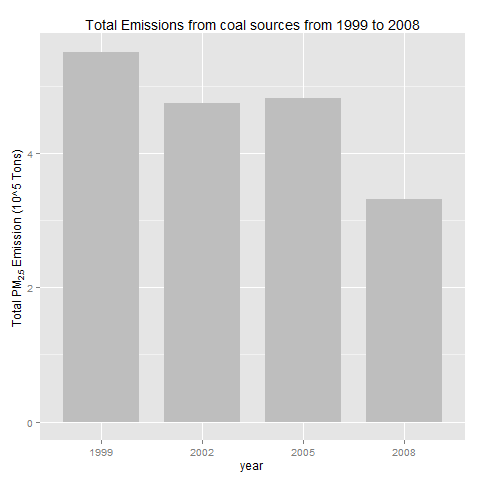 Total Emissions from coal sources from 1999 to 2008
Total PM2.5 Emission (10^5 Tons)
4
2
0
1999 2002 2005 2008
year